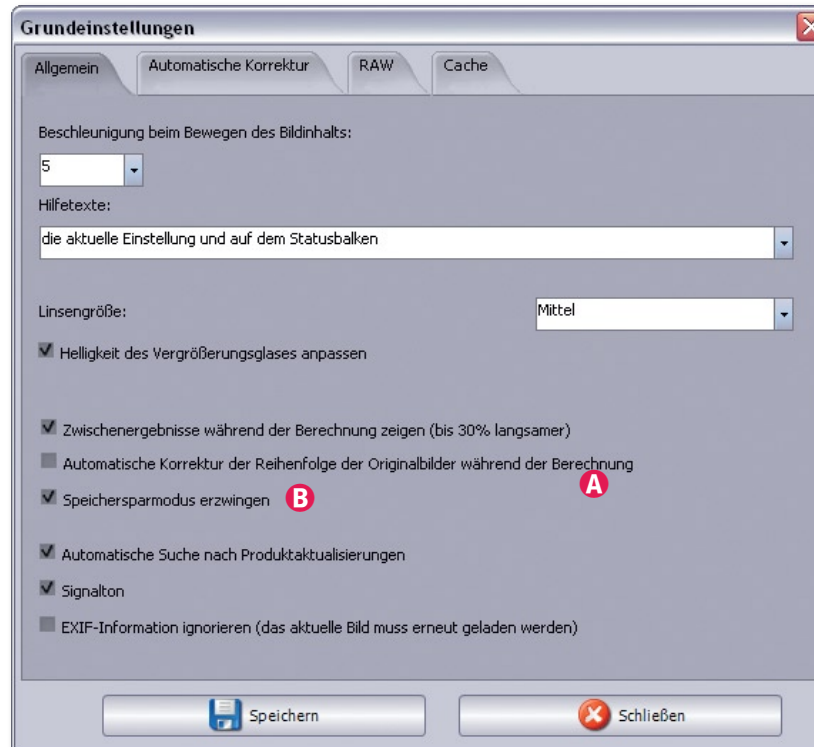 Grundeinstellungen
Allgemein Automatische Korrektur RAW Cache
Beschleunigung beim Bewegen des Bildinhalts:
5
Hilfetexte:
die aktuelle Einstellung und auf dem Statusbalken
Linsengröße: Mittel
Helligkeit des Vergrößerungsglases anpassen
Zwischenergebnisse während der Berechnung zeigen (bis 30% langsamer)
Automatische Korrektur der Reihenfolge der Originalbilder während der Berechnung
A
Speichersparmodus erzwingen B
Automatische Suche nach Produktaktualisierungen
Signalton
EXIF-Information ignorieren (das aktuelle Bild muss erneut geladen werden)
Speichern Schließen